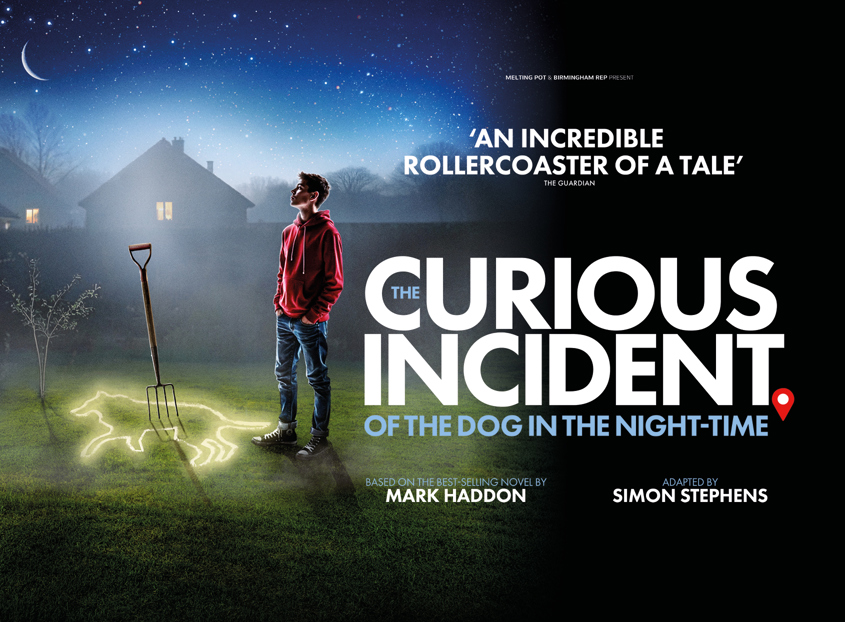 MELTING POT & BIRMINGHAM REP PRESENT
‘AN INCREDIBLE
ROLLERCOASTER OF A TALE’
THE GUARDIAN
THE CURIOUS
INCIDENT
OF THE DOG IN THE NIGHT-TIME
BASED ON THE BEST-SELLING NOVEL BY
MARK HADDON
ADAPTED BY
SIMON STEPHENS